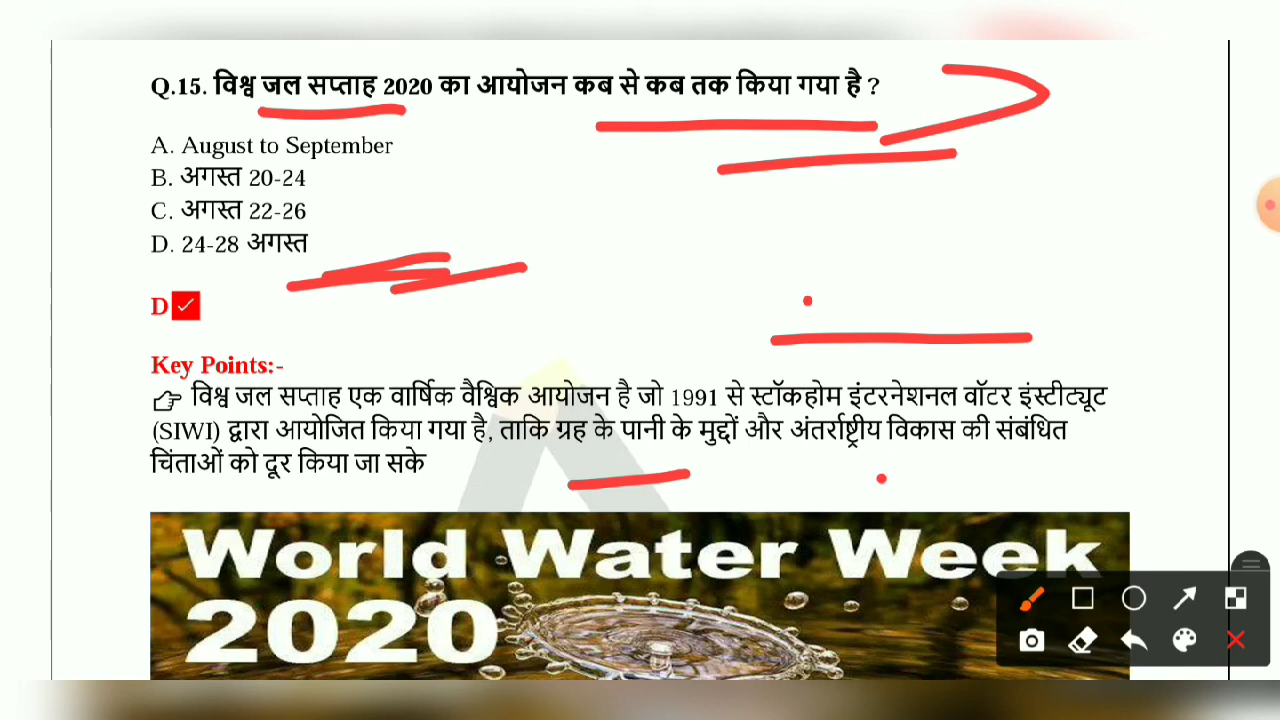 Q.15. विश्व जल सप्ताह 2020 का आयोजन कब से कब तक किया गया है ?
A. August to September
B. अगस्त 20-24
C. अगस्त 22-26
D. 24-28 अगस्त
D
Key Points:-
विश्व जल सप्ताह एक वार्षिक वैश्विक आयोजन है जो 1991 से स्टॉकहोम इंटरनेशनल वॉटर इंस्टीट्यूट
(SIWI) द्वारा आयोजित किया गया है, ताकि ग्रह के पानी के मुद्दों और अंतर्राष्ट्रीय विकास की संबंधित
चिंताओं को दूर किया जा सके
World Water Week
2020